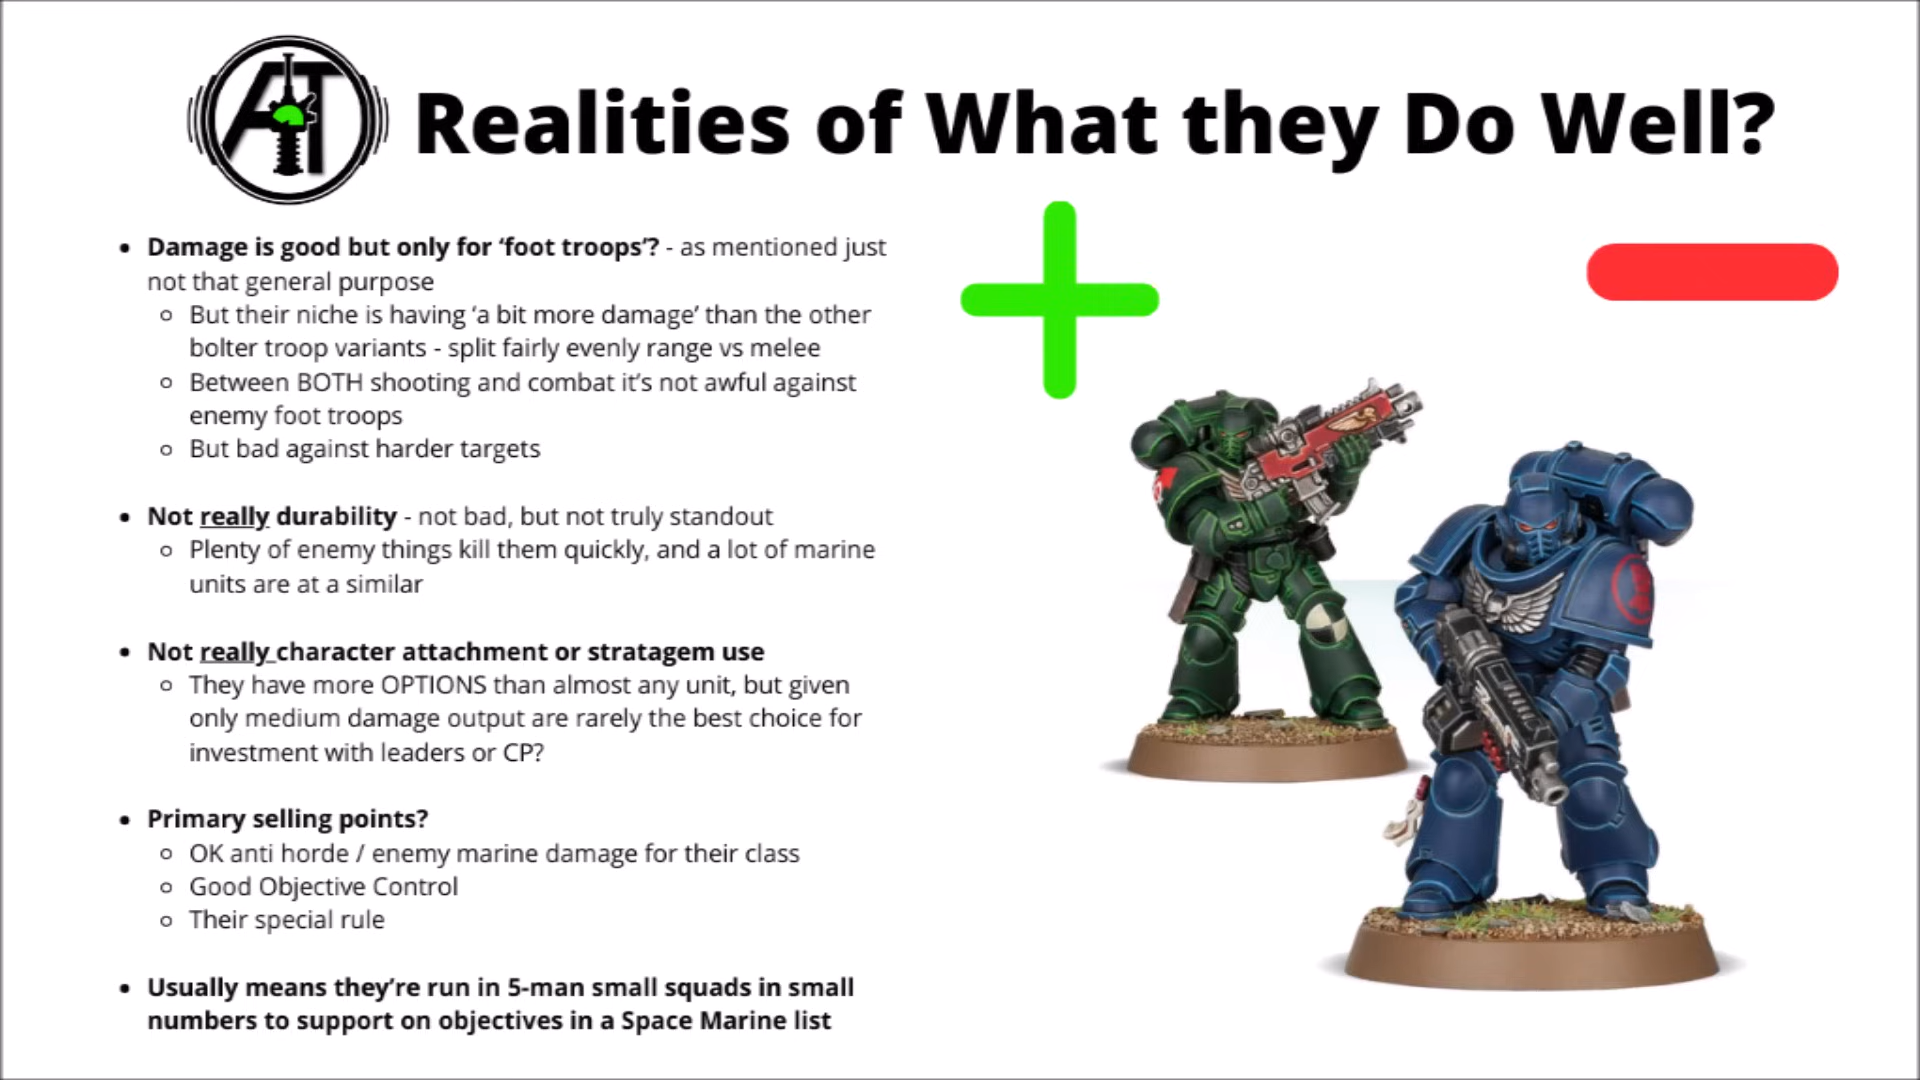 AT
Realities of What they Do Well?
• Damage is good but only for ‘foot troops’? - as mentioned just
not that general purpose
○ But their niche is having ‘a bit more damage’ than the other
bolter troop variants - split fairly evenly range vs melee
○ Between BOTH shooting and combat it’s not awful against
enemy foot troops
○ But bad against harder targets
• Not really durability - not bad, but not truly standout
○ Plenty of enemy things kill them quickly, and a lot of marine
units are at a similar
• Not really character attachment or stratagem use
○ They have more OPTIONS than almost any unit, but given
only medium damage output are rarely the best choice for
investment with leaders or CP?
• Primary selling points?
○ OK anti horde / enemy marine damage for their class
○ Good Objective Control
○ Their special rule
• Usually means they’re run in 5-man small squads in small
numbers to support on objectives in a Space Marine list